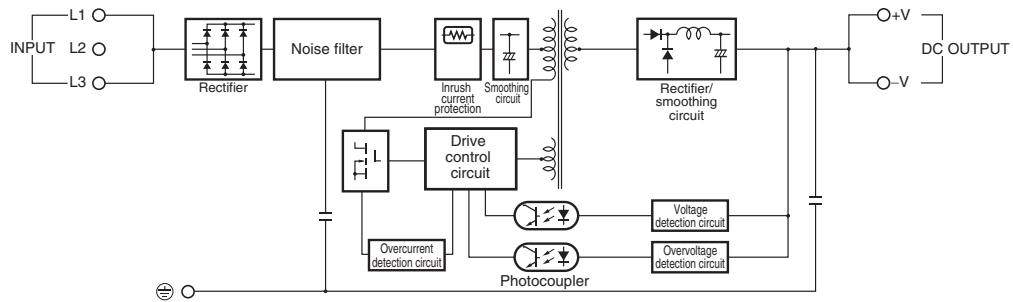 L1
INPUT
L2
L3
Rectifier
Noise filter
Inrush
current
protection
Smoothing
circuit
Rectifier/
smoothing
circuit
+V
DC OUTPUT
−V
Drive
control
circuit
Overcurrent
detection circuit
Photocoupler
Voltage
detection circuit
Overvoltage
detection circuit